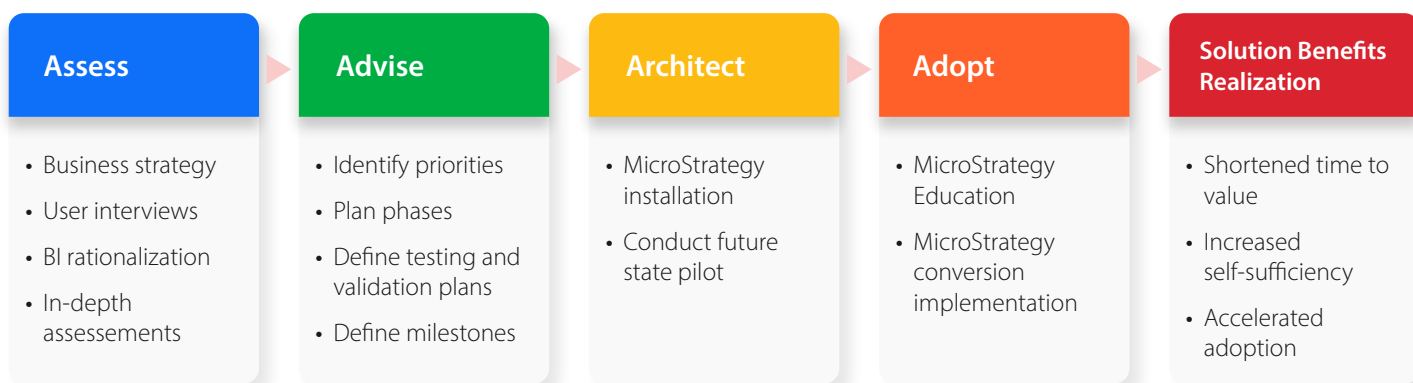 Assess
• Business strategy
• User interviews
• BI rationalization
• In-depth
assessements
Advise
• Identify priorities
• Plan phases
• Define testing and
validation plans
• Define milestones
Architect
• MicroStrategy
installation
• Conduct future
state pilot
Adopt
• MicroStrategy
Education
• MicroStrategy
conversion
implementation
Solution Benefits
Realization
• Shortened time to
value
• Increased
self-sufficiency
• Accelerated
adoption